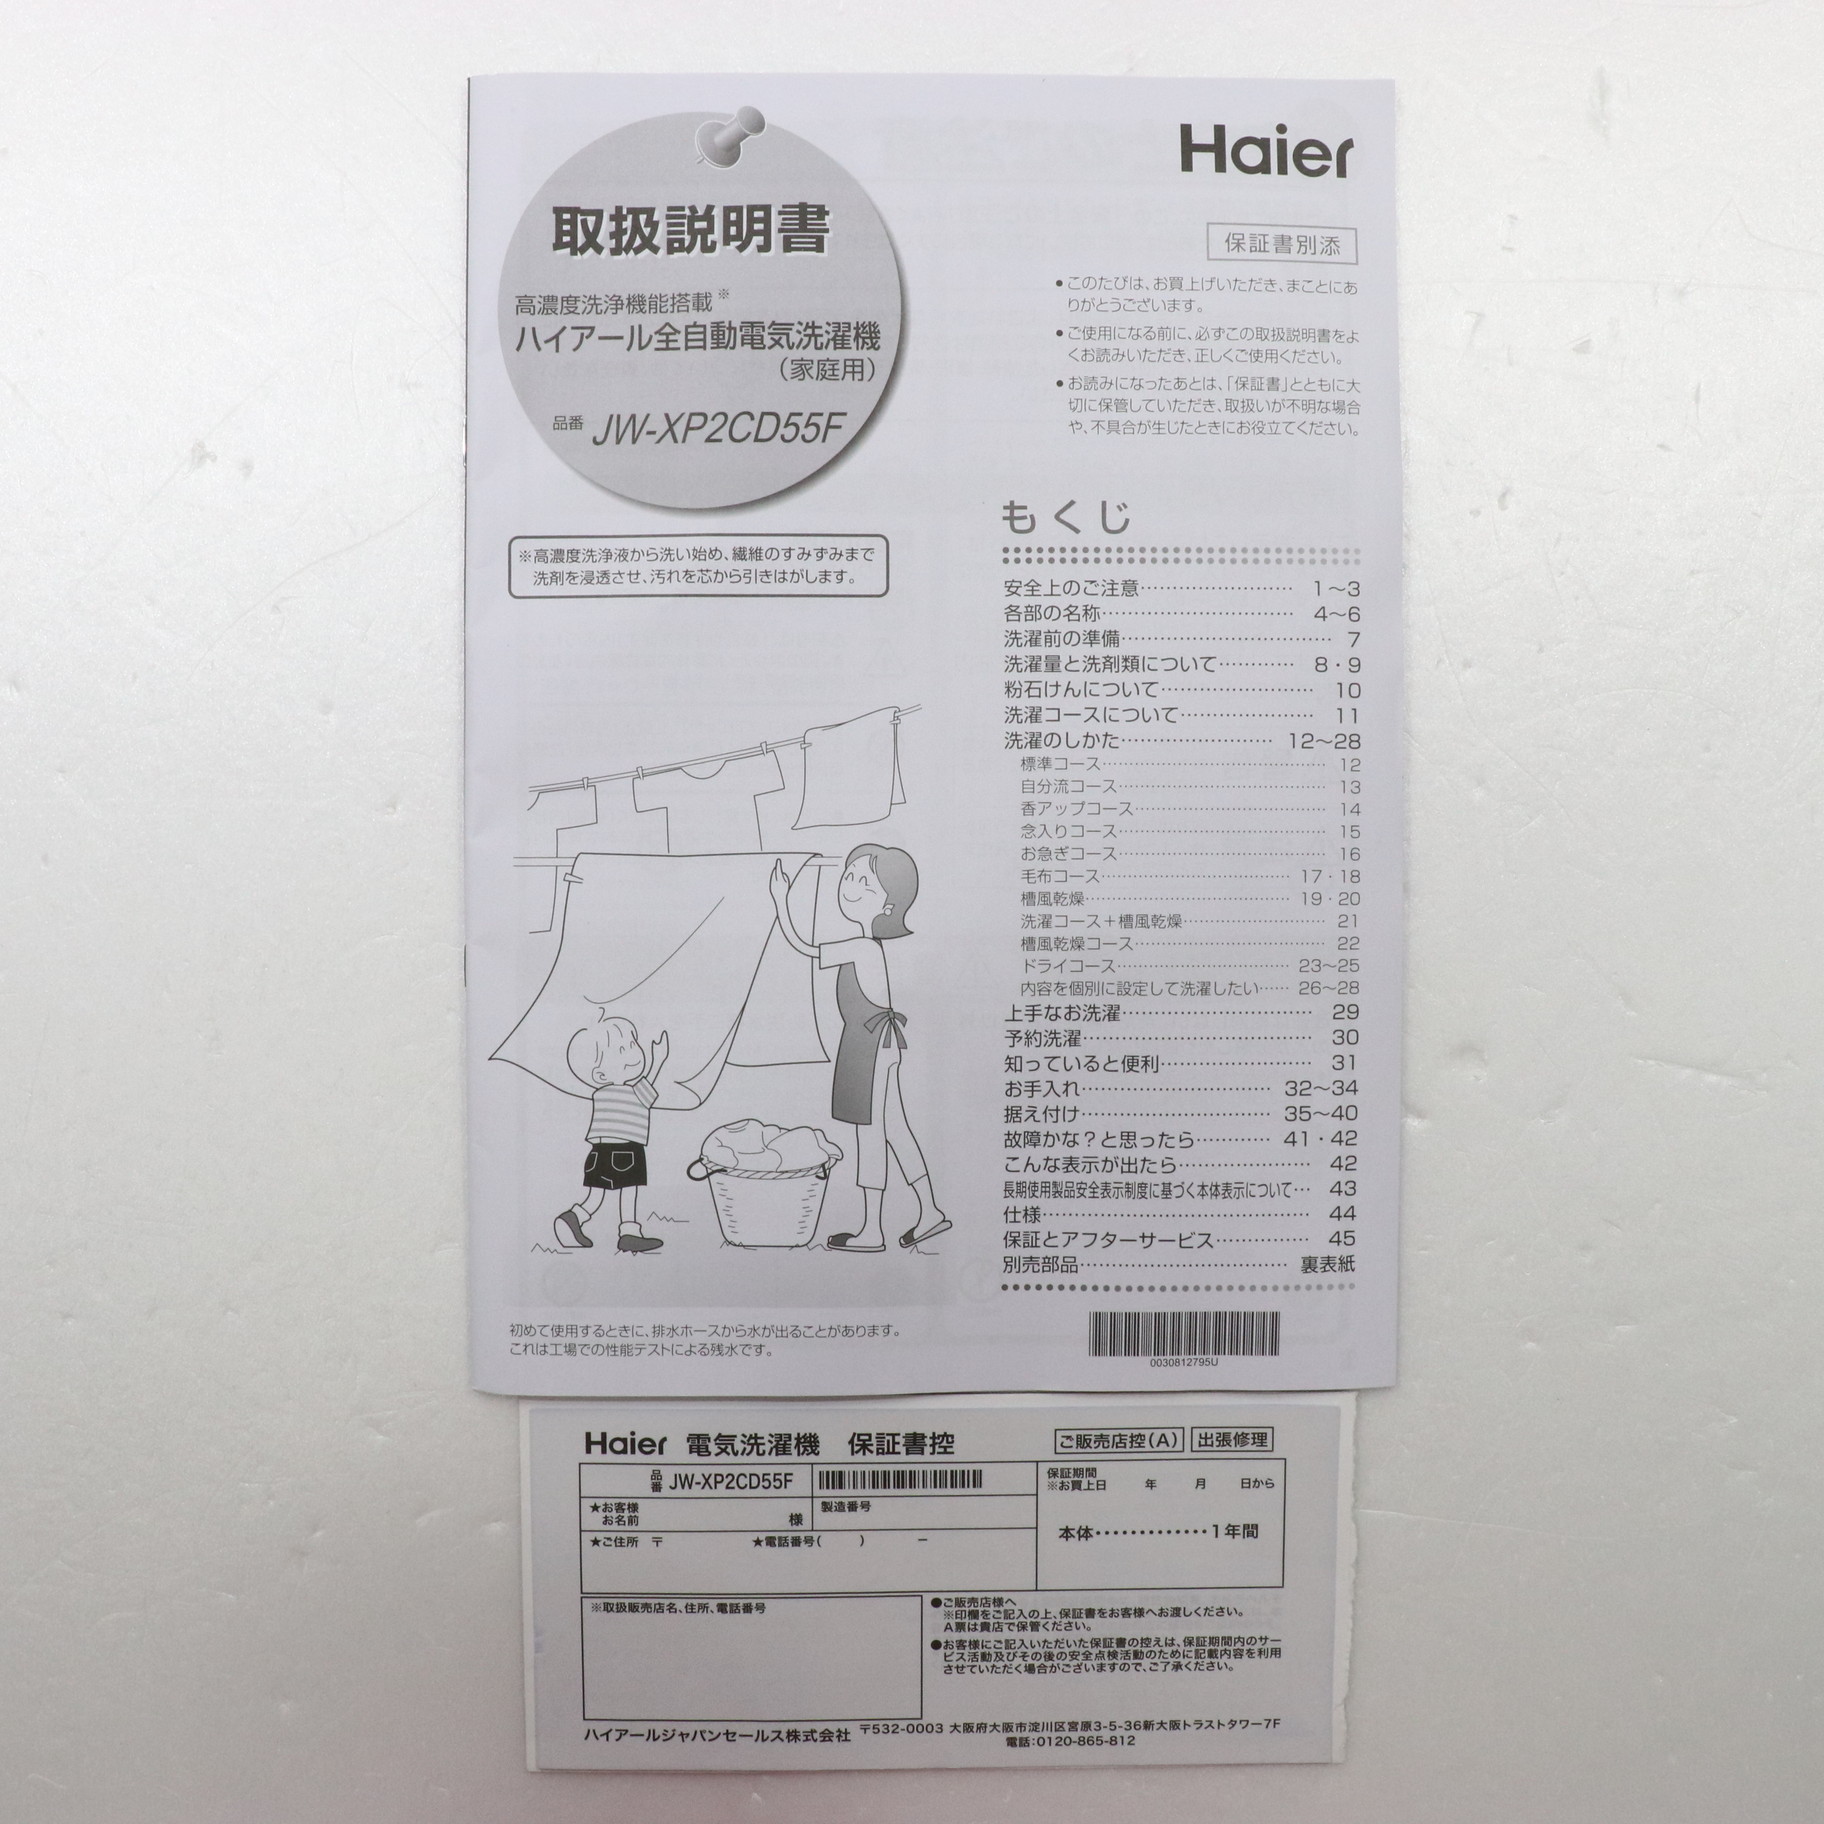 Haier
取扱説明書
高濃度洗浄機能搭載※
ハイアール全自動電気洗濯機
（家庭用）
品番 JW-XP2CD55F
※高濃度洗浄液から洗い始め、繊維のすみずみまで
洗剤を浸透させ、汚れを芯から引きはがします。
保証書別添
●このたびは、お買上げいただき、まことにあ
りがとうございます。
●ご使用になる前に、必ずこの取扱説明書をよ
くお読みいただき、正しくご使用ください。
●お読みになったあとは、「保証書」とともに大
切に保管していただき、取扱いが不明な場合
や、不具合が生じたときにお役立てください。
もくじ
安全上のご注意…………………… 1～3
各部の名称………………………… 4～6
洗濯前の準備……………………………… 7
洗濯量と洗剤類について………… 8・9
粉石けんについて…………………… 10
洗濯コースについて………………… 11
洗濯のしかた…………………… 12～28
標準コース………………………………… 12
自分流コース……………………………… 13
香アップコース…………………………… 14
念入りコース……………………………… 15
お急ぎコース……………………………… 16
毛布コース…………………………… 17・18
槽風乾燥……………………………… 19・20
洗濯コース＋槽風乾燥…………………… 21
槽風乾燥コース…………………………… 22
ドライコース………………………… 23～25
内容を個別に設定して洗濯したい…… 26～28
上手なお洗濯………………………… 29
予約洗濯……………………………… 30
知っていると便利…………………… 31
お手入れ………………………… 32～34
据え付け………………………… 35～40
故障かな？と思ったら………… 41・42
こんな表示が出たら………………… 42
長期使用製品安全表示制度に基づく本体表示について… 43
仕様…………………………………… 44
保証とアフターサービス…………… 45
別売部品…………………………… 裏表紙
初めて使用するときに、排水ホースから水が出ることがあります。
これは工場での性能テストによる残水です。
0030812795U
Haier 電気洗濯機 保証書控 ご販売店控（A） 出張修理
品番 JW-XP2CD55F
保証期間
※お買上日 年 月 日から
★お客様
お名前 様
製造番号
本体……………1年間
★ご住所 〒 ★電話番号（ ） －
※取扱販売店名、住所、電話番号
●ご販売店様へ
※印欄をご記入の上、保証書をお客様へお渡しください。
A票は貴店で保管ください。
●お客様にご記入いただいた保証書の控えは、保証期間内のサー
ビス活動及びその後の安全点検活動のために記載内容を利用
させていただく場合がございますので、ご了承ください。
ハイアールジャパンセールス株式会社 〒532-0003 大阪府大阪市淀川区宮原3-5-36新大阪トラストタワー7F
電話：0120-865-812